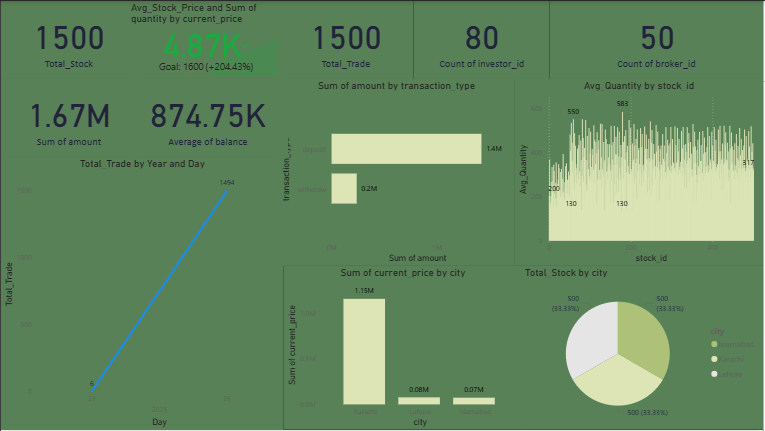 1500
Total_Stock
Avg_Stock_Price and Sum of
quantity by current_price
4.87K
Goal: 1600 (+204.43%)
1500
Total_Trade
80
Count of investor_id
50
Count of broker_id
1.67M
Sum of amount
874.75K
Average of balance
Total_Trade by Year and Day
1494
Total_Trade
6
Day
Sum of amount by transaction_type
transaction_type
1.4M
0.2M
Sum of amount
Avg_Quantity by stock_id
Avg_Quantity
550
583
317
200
130
130
stock_id
Sum of current_price by city
Sum of current_price
1.15M
0.08M
0.07M
city
Total_Stock by city
500
(33.33%)
500
(33.33%)
500 (33.33%)
city